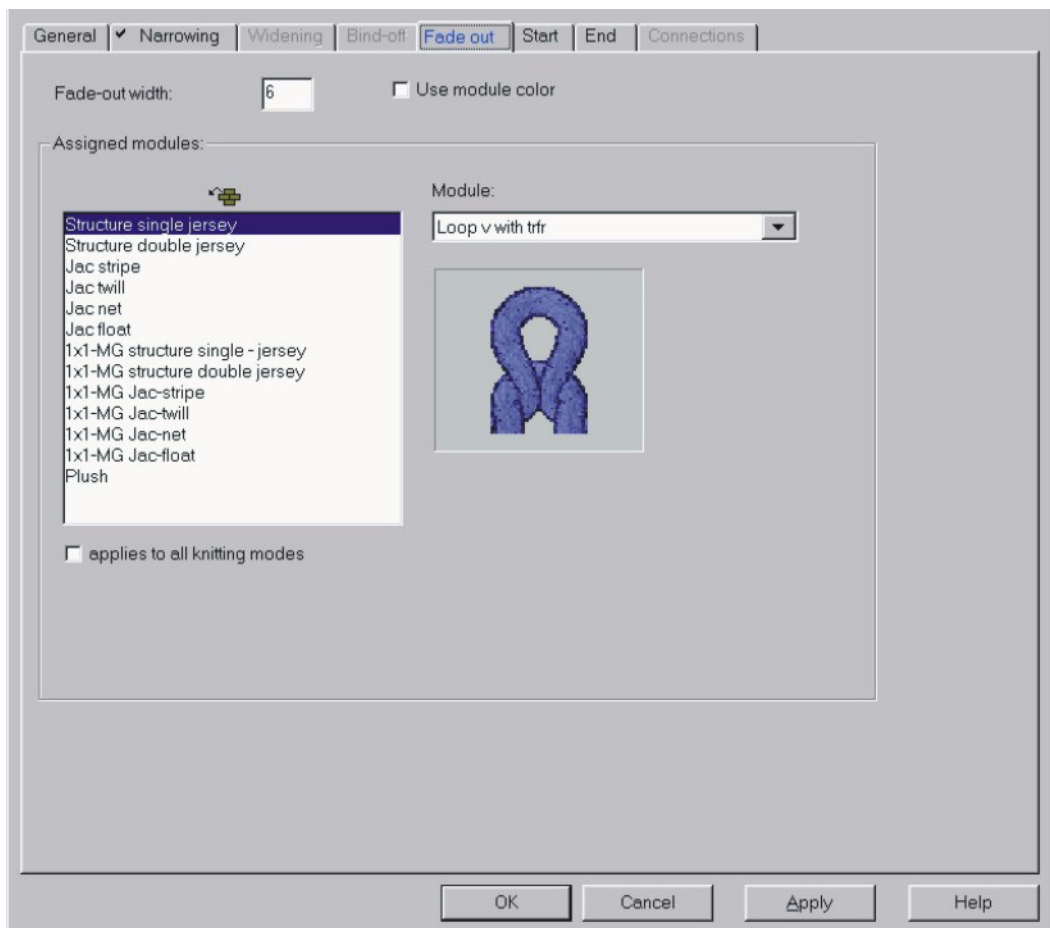 General Narrowing Widening Bind-off Fade out Start End Connections
Fade-out width: 6 Use module color
Assigned modules:
Module:
Loop v with trfr
Structure single jersey
Structure double jersey
Jac stripe
Jac twill
Jac net
Jac float
1x1-MG structure single - jersey
1x1-MG structure double jersey
1x1-MG Jac-stripe
1x1-MG Jac-twill
1x1-MG Jac-net
1x1-MG Jac-float
Plush
applies to all knitting modes
OK Cancel Apply Help